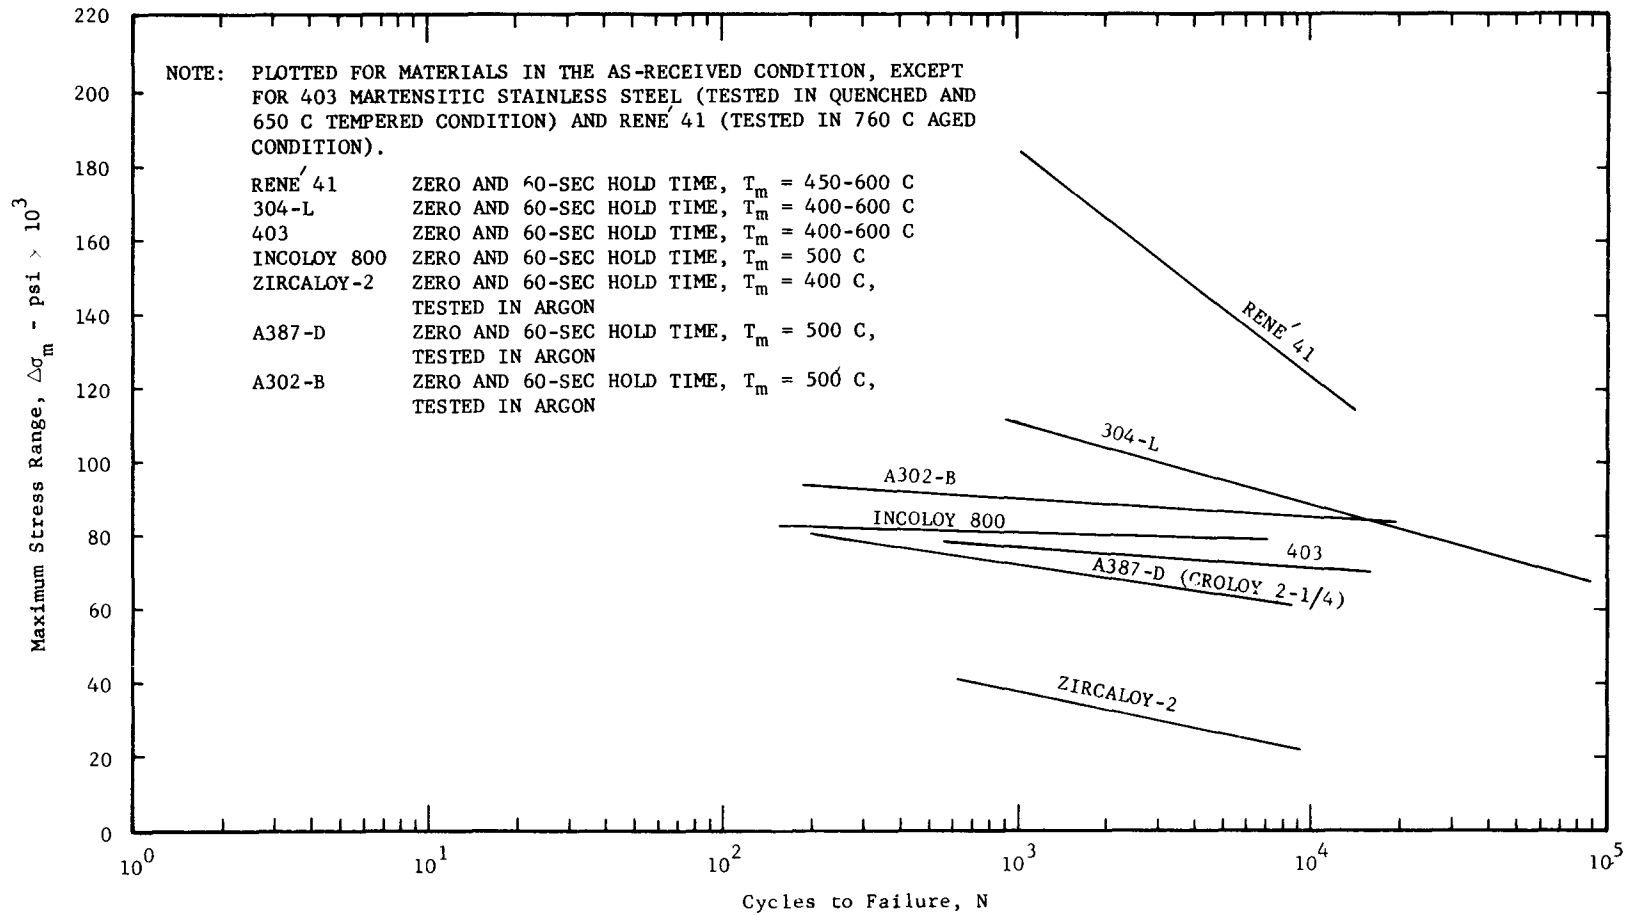 220
200
180
160
140
120
100
80
60
40
20
0
Maximum Stress Range, Δσm - psi > 10³
NOTE: PLOTTED FOR MATERIALS IN THE AS-RECEIVED CONDITION, EXCEPT
FOR 403 MARTENSITIC STAINLESS STEEL (TESTED IN QUENCHED AND
650 C TEMPERED CONDITION) AND RENÉ 41 (TESTED IN 760 C AGED
CONDITION).
RENÉ 41 ZERO AND 60-SEC HOLD TIME, Tm = 450-600 C
304-L ZERO AND 60-SEC HOLD TIME, Tm = 400-600 C
403 ZERO AND 60-SEC HOLD TIME, Tm = 400-600 C
INCOLOY 800 ZERO AND 60-SEC HOLD TIME, Tm = 500 C
ZIRCALOY-2 ZERO AND 60-SEC HOLD TIME, Tm = 400 C,
TESTED IN ARGON
A387-D ZERO AND 60-SEC HOLD TIME, Tm = 500 C,
TESTED IN ARGON
A302-B ZERO AND 60-SEC HOLD TIME, Tm = 500 C,
TESTED IN ARGON
RENÉ 41
304-L
A302-B
INCOLOY 800
403
A387-D (CROLOY 2-1/4)
ZIRCALOY-2
10⁰ 10¹ 10² 10³ 10⁴ 10⁵
Cycles to Failure, N